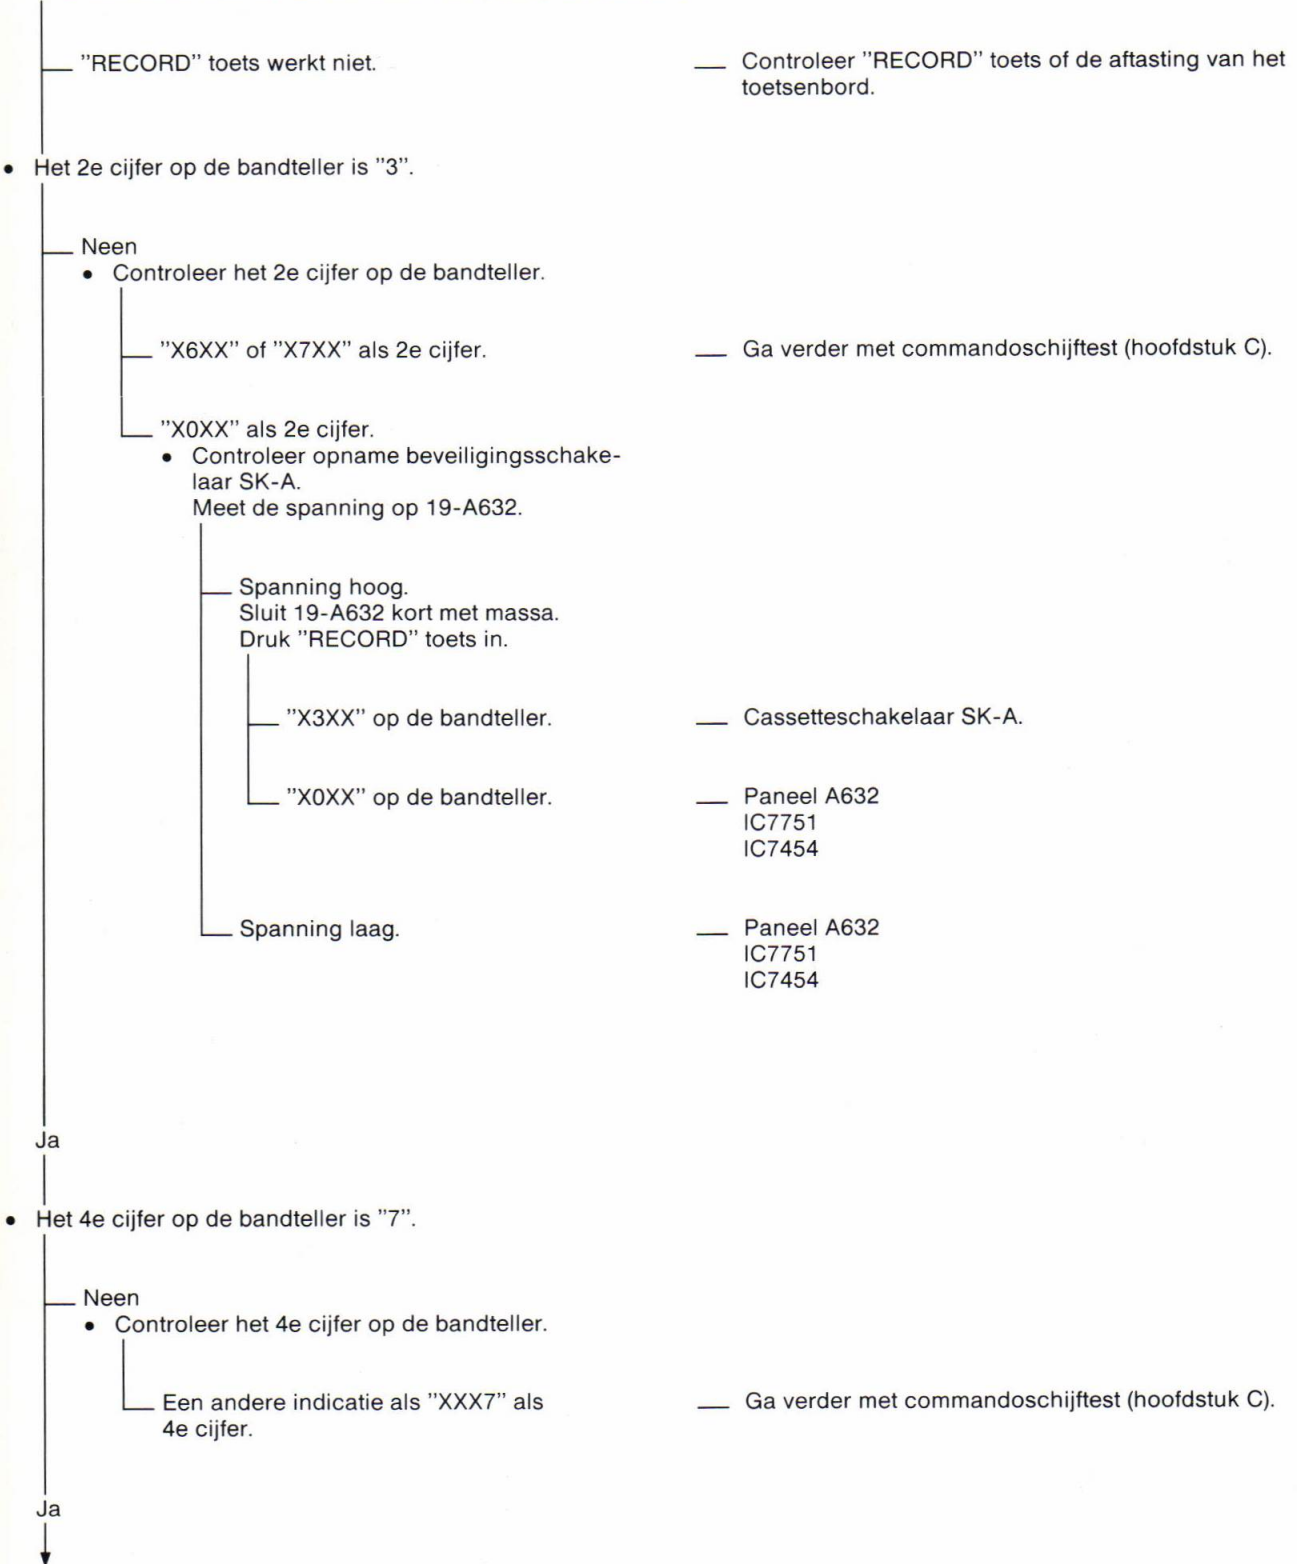 "RECORD" toets werkt niet.
Controleer "RECORD" toets of de aftasting van het
toetsenbord.
• Het 2e cijfer op de bandteller is "3".
Neen
• Controleer het 2e cijfer op de bandteller.
"X6XX" of "X7XX" als 2e cijfer.
Ga verder met commandoschijftest (hoofdstuk C).
"X0XX" als 2e cijfer.
• Controleer opname beveiligingsschake-
laar SK-A.
Meet de spanning op 19-A632.
Spanning hoog.
Sluit 19-A632 kort met massa.
Druk "RECORD" toets in.
"X3XX" op de bandteller.
Cassetteschakelaar SK-A.
"X0XX" op de bandteller.
Paneel A632
IC7751
IC7454
Spanning laag.
Paneel A632
IC7751
IC7454
Ja
• Het 4e cijfer op de bandteller is "7".
Neen
• Controleer het 4e cijfer op de bandteller.
Een andere indicatie als "XXX7" als
4e cijfer.
Ga verder met commandoschijftest (hoofdstuk C).
Ja